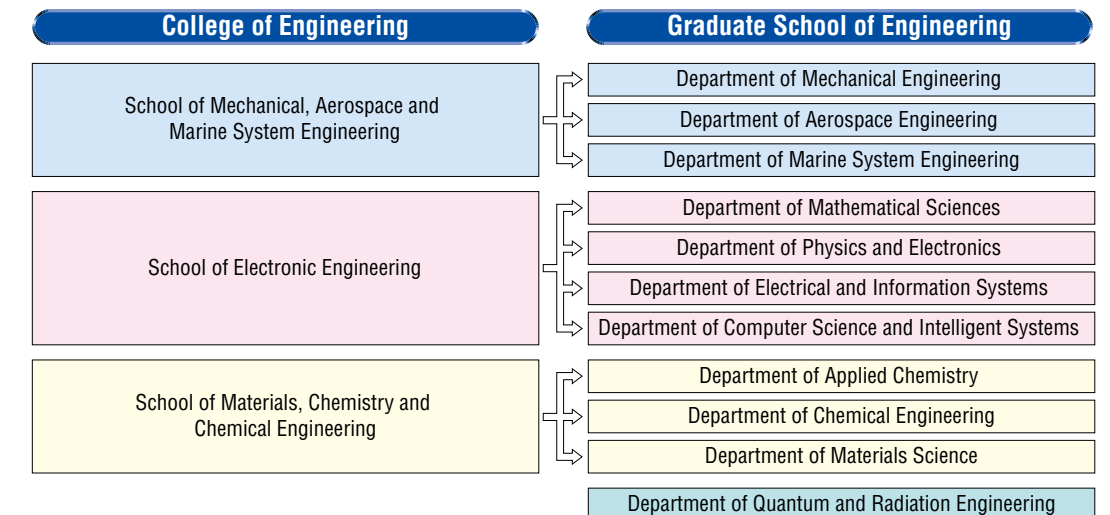 College of Engineering
Graduate School of Engineering
School of Mechanical, Aerospace and
Marine System Engineering
Department of Mechanical Engineering
Department of Aerospace Engineering
Department of Marine System Engineering
School of Electronic Engineering
Department of Mathematical Sciences
Department of Physics and Electronics
Department of Electrical and Information Systems
Department of Computer Science and Intelligent Systems
School of Materials, Chemistry and
Chemical Engineering
Department of Applied Chemistry
Department of Chemical Engineering
Department of Materials Science
Department of Quantum and Radiation Engineering